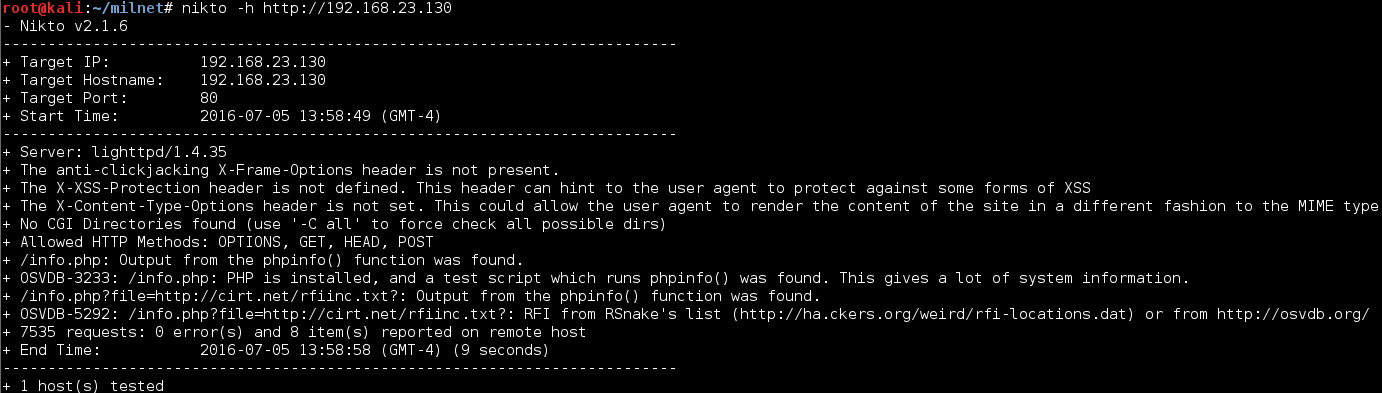 root@kali:~/milnet# nikto -h http://192.168.23.130
- Nikto v2.1.6
---------------------------------------------------------------------------
+ Target IP:          192.168.23.130
+ Target Hostname:    192.168.23.130
+ Target Port:        80
+ Start Time:         2016-07-05 13:58:49 (GMT-4)
---------------------------------------------------------------------------
+ Server: lighttpd/1.4.35
+ The anti-clickjacking X-Frame-Options header is not present.
+ The X-XSS-Protection header is not defined. This header can hint to the user agent to protect against some forms of XSS
+ The X-Content-Type-Options header is not set. This could allow the user agent to render the content of the site in a different fashion to the MIME type
+ No CGI Directories found (use '-C all' to force check all possible dirs)
+ Allowed HTTP Methods: OPTIONS, GET, HEAD, POST
+ /info.php: Output from the phpinfo() function was found.
+ OSVDB-3233: /info.php: PHP is installed, and a test script which runs phpinfo() was found. This gives a lot of system information.
+ /info.php?file=http://cirt.net/rfiinc.txt?: Output from the phpinfo() function was found.
+ OSVDB-5292: /info.php?file=http://cirt.net/rfiinc.txt?: RFI from RSnake's list (http://ha.ckers.org/weird/rfi-locations.dat) or from http://osvdb.org/
+ 7535 requests: 0 error(s) and 8 item(s) reported on remote host
+ End Time:           2016-07-05 13:58:58 (GMT-4) (9 seconds)
---------------------------------------------------------------------------
+ 1 host(s) tested